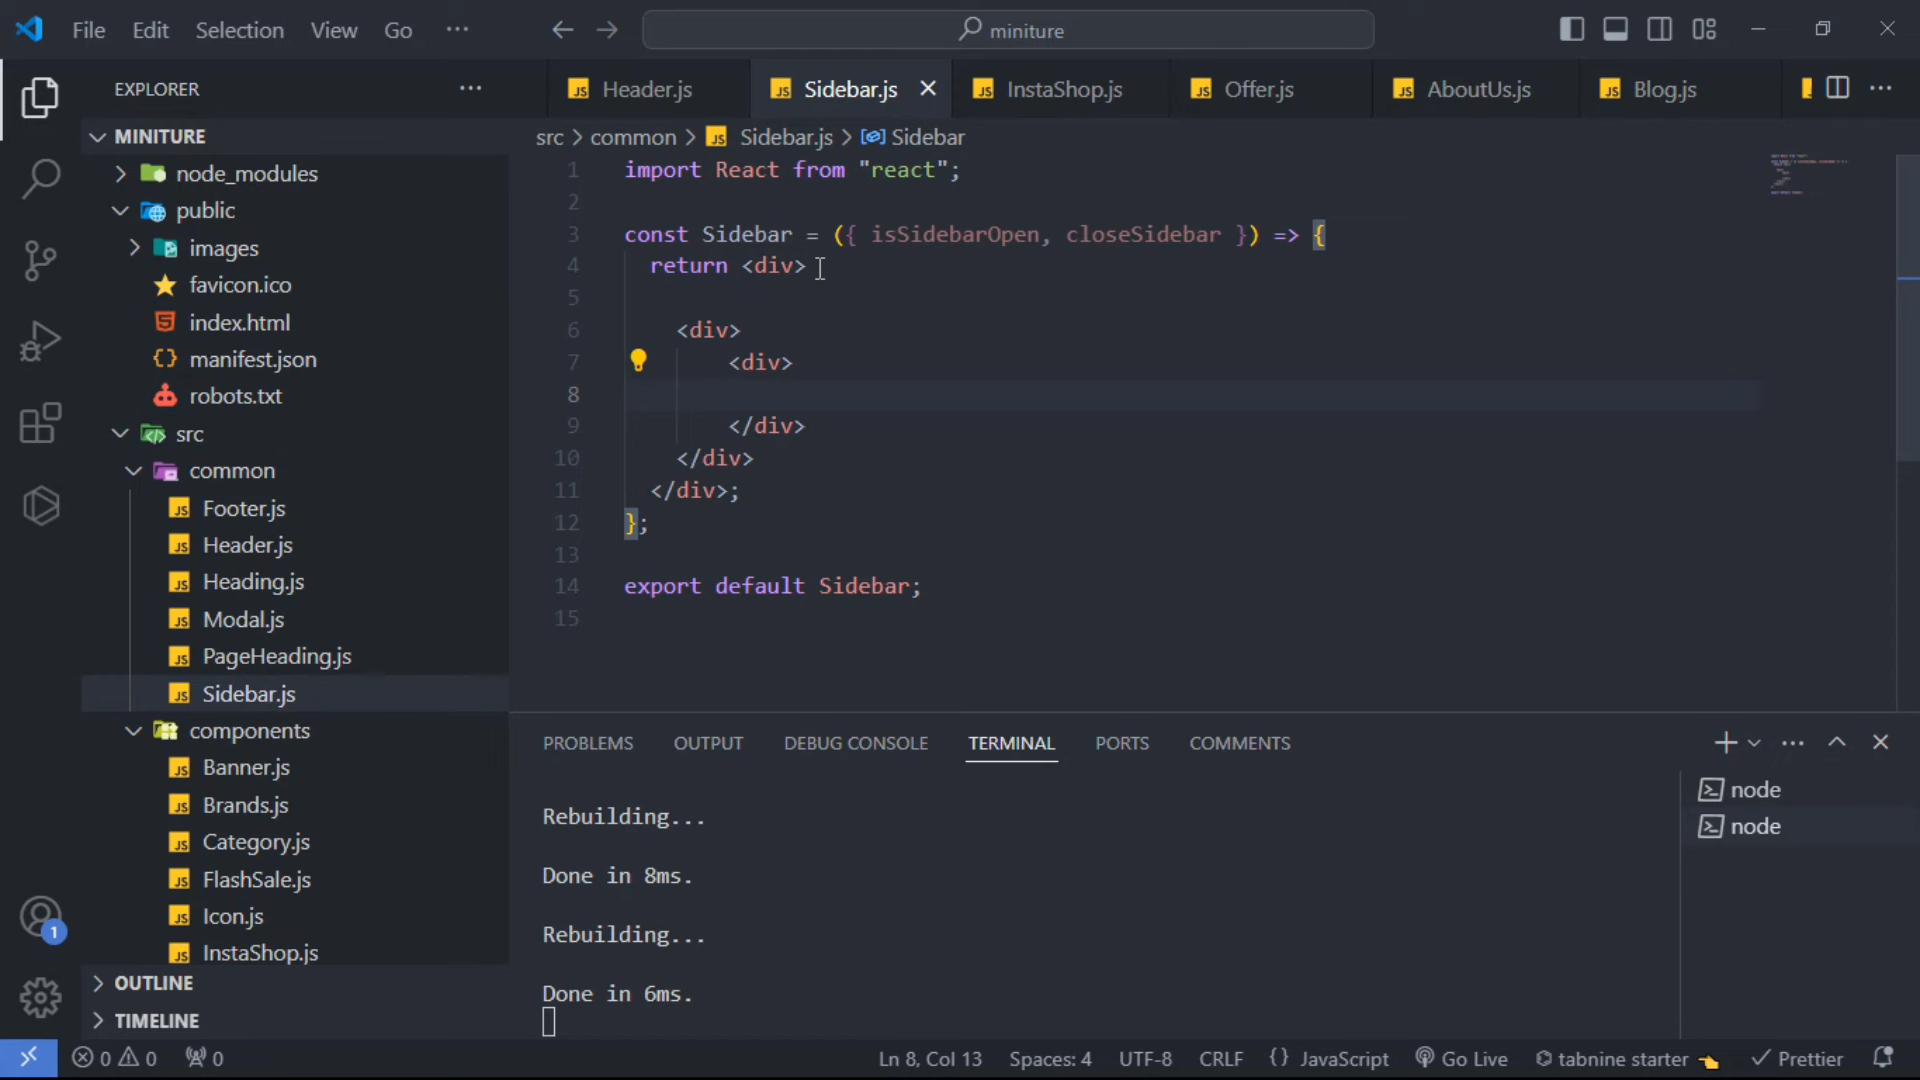 File Edit Selection View Go ···
miniture
EXPLORER ···
Header.js Sidebar.js InstaShop.js Offer.js AboutUs.js Blog.js ···
MINITURE
node_modules
public
images
favicon.ico
index.html
manifest.json
robots.txt
src
common
Footer.js
Header.js
Heading.js
Modal.js
PageHeading.js
Sidebar.js
components
Banner.js
Brands.js
Category.js
FlashSale.js
Icon.js
InstaShop.js
OUTLINE
TIMELINE
src > common > JS Sidebar.js > Sidebar
1 import React from "react";
2
3 const Sidebar = ({ isSidebarOpen, closeSidebar }) => {
4 return <div>
5
6 <div>
7 <div>
8
9 </div>
10 </div>
11 </div>;
12 };
13
14 export default Sidebar;
15
PROBLEMS OUTPUT DEBUG CONSOLE TERMINAL PORTS COMMENTS
Rebuilding...
Done in 8ms.
Rebuilding...
Done in 6ms.
node
node
1
0 0 0 Ln 8, Col 13 Spaces: 4 UTF-8 CRLF {} JavaScript Go Live tabnine starter Prettier